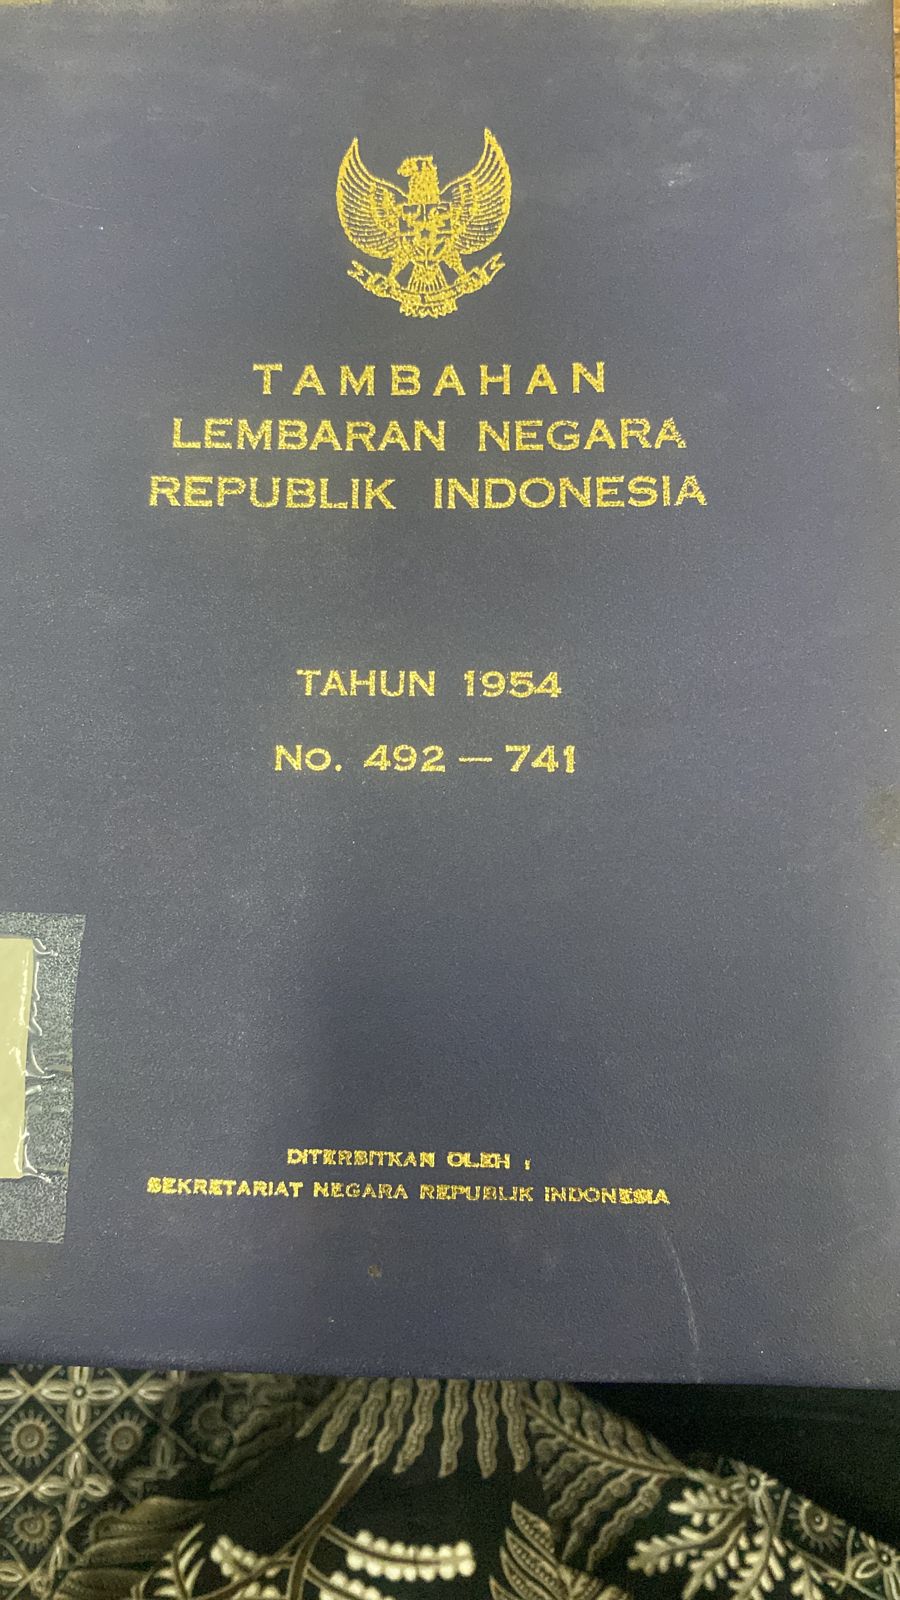 TAMBAHAN
LEMBARAN NEGARA
REPUBLIK INDONESIA
TAHUN 1954
No. 492 — 741
DITERBITKAN OLEH :
SEKRETARIAT NEGARA REPUBLIK INDONESIA